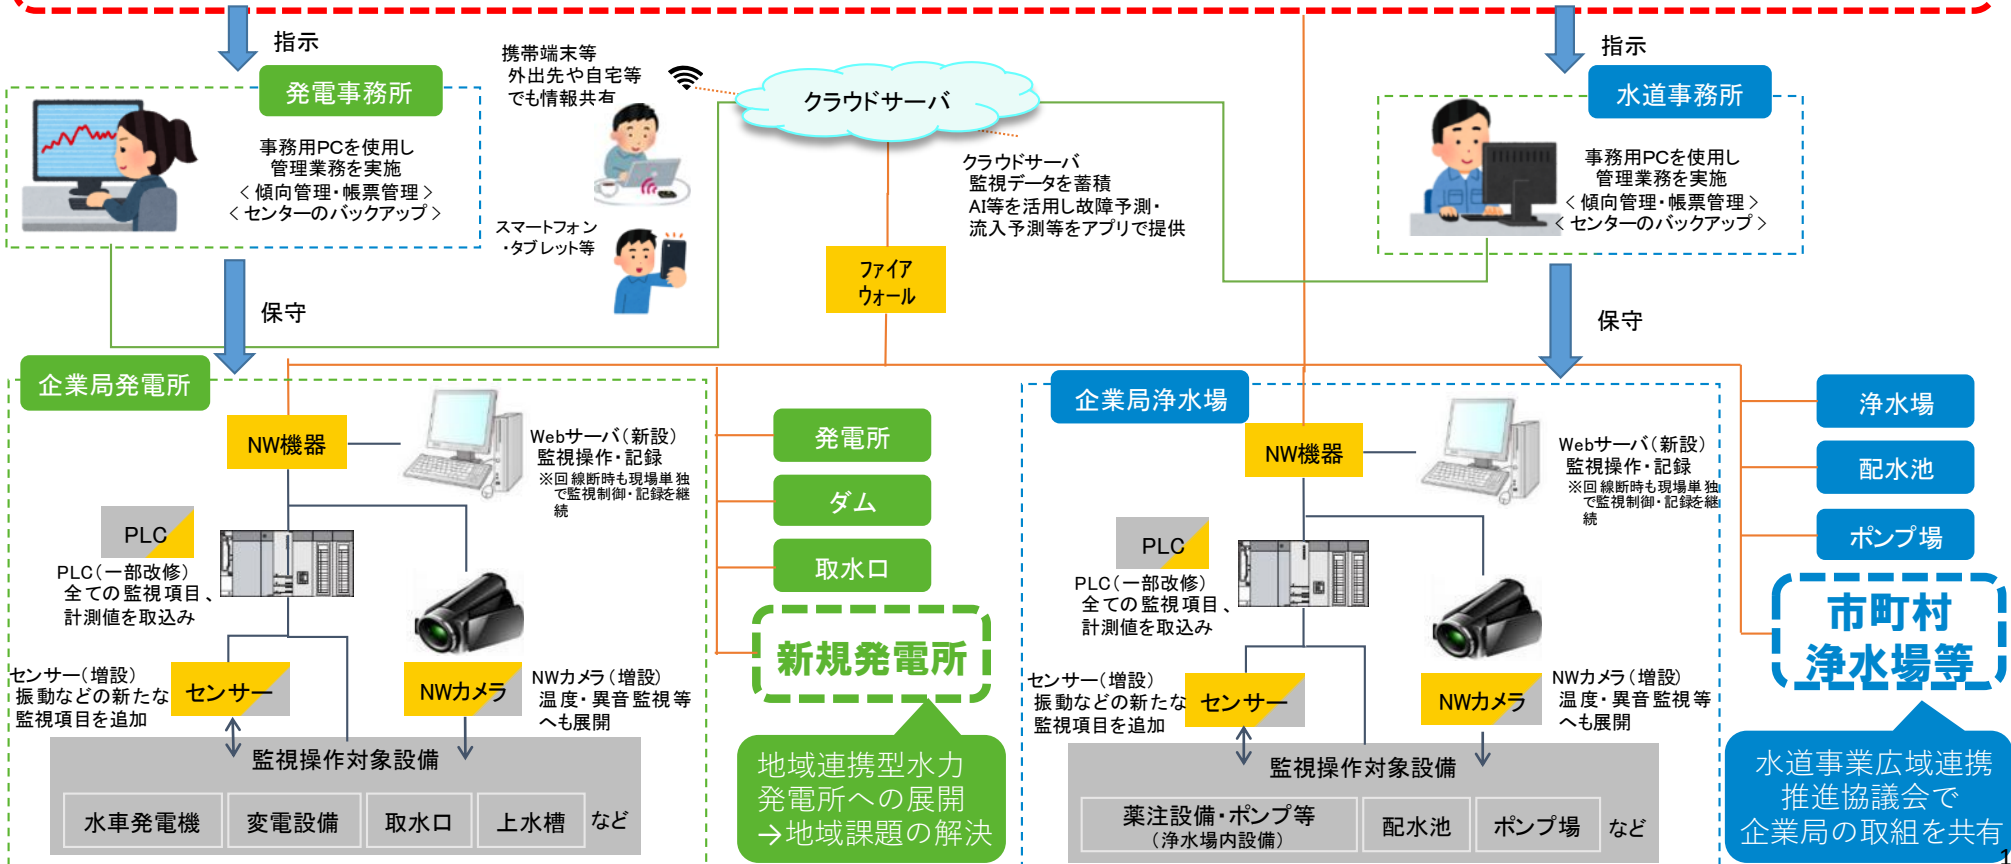 指示
発電事務所
事務用PCを使用し
管理業務を実施
<傾向管理・帳票管理>
<センターのバックアップ>
携帯端末等
外出先や自宅等
でも情報共有
スマートフォン
・タブレット等
クラウドサーバ
クラウドサーバ
監視データを蓄積
AI等を活用し故障予測・
流入予測等をアプリで提供
ファイア
ウォール
指示
水道事務所
事務用PCを使用し
管理業務を実施
<傾向管理・帳票管理>
<センターのバックアップ>
保守
保守
企業局発電所
NW機器
Webサーバ(新設)
監視操作・記録
※回線断時も現場単独
で監視制御・記録を継
続
PLC
PLC(一部改修)
全ての監視項目、
計測値を取込み
センサー(増設)
振動などの新たな
監視項目を追加
センサー
NWカメラ
NWカメラ(増設)
温度・異音監視等
へも展開
監視操作対象設備
水車発電機
変電設備
取水口
上水槽
など
発電所
ダム
取水口
新規発電所
地域連携型水力
発電所への展開
→地域課題の解決
企業局浄水場
NW機器
Webサーバ(新設)
監視操作・記録
※回線断時も現場単独
で監視制御・記録を継
続
PLC
PLC(一部改修)
全ての監視項目、
計測値を取込み
センサー(増設)
振動などの新たな
監視項目を追加
センサー
NWカメラ
NWカメラ(増設)
温度・異音監視等
へも展開
監視操作対象設備
薬注設備・ポンプ等
(浄水場内設備)
配水池
ポンプ場
など
浄水場
配水池
ポンプ場
市町村
浄水場等
水道事業広域連携
推進協議会で
企業局の取組を共有
1